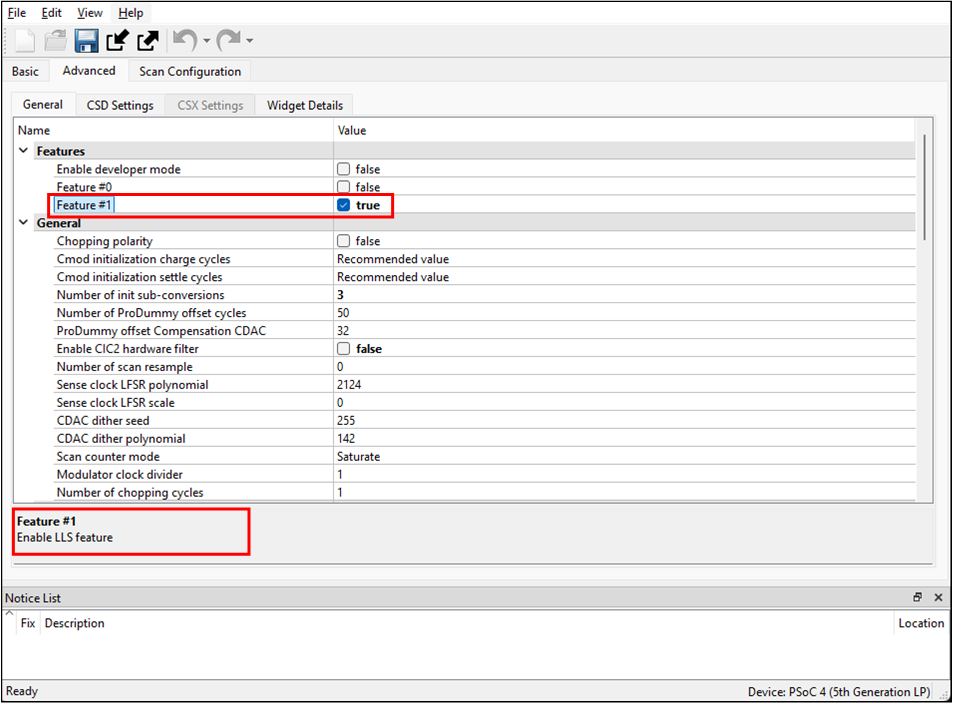 File Edit View Help
Basic Advanced Scan Configuration
General CSD Settings CSX Settings Widget Details
Name Value
Features
Enable developer mode false
Feature #0 false
Feature #1 true
General
Chopping polarity false
Cmod initialization charge cycles Recommended value
Cmod initialization settle cycles Recommended value
Number of init sub-conversions 3
Number of ProDummy offset cycles 50
ProDummy offset Compensation CDAC 32
Enable CIC2 hardware filter false
Number of scan resample 0
Sense clock LFSR polynomial 2124
Sense clock LFSR scale 0
CDAC dither seed 255
CDAC dither polynomial 142
Scan counter mode Saturate
Modulator clock divider 1
Number of chopping cycles 1
Feature #1
Enable LLS feature
Notice List
Fix Description Location
Ready Device: PSoC 4 (5th Generation LP)